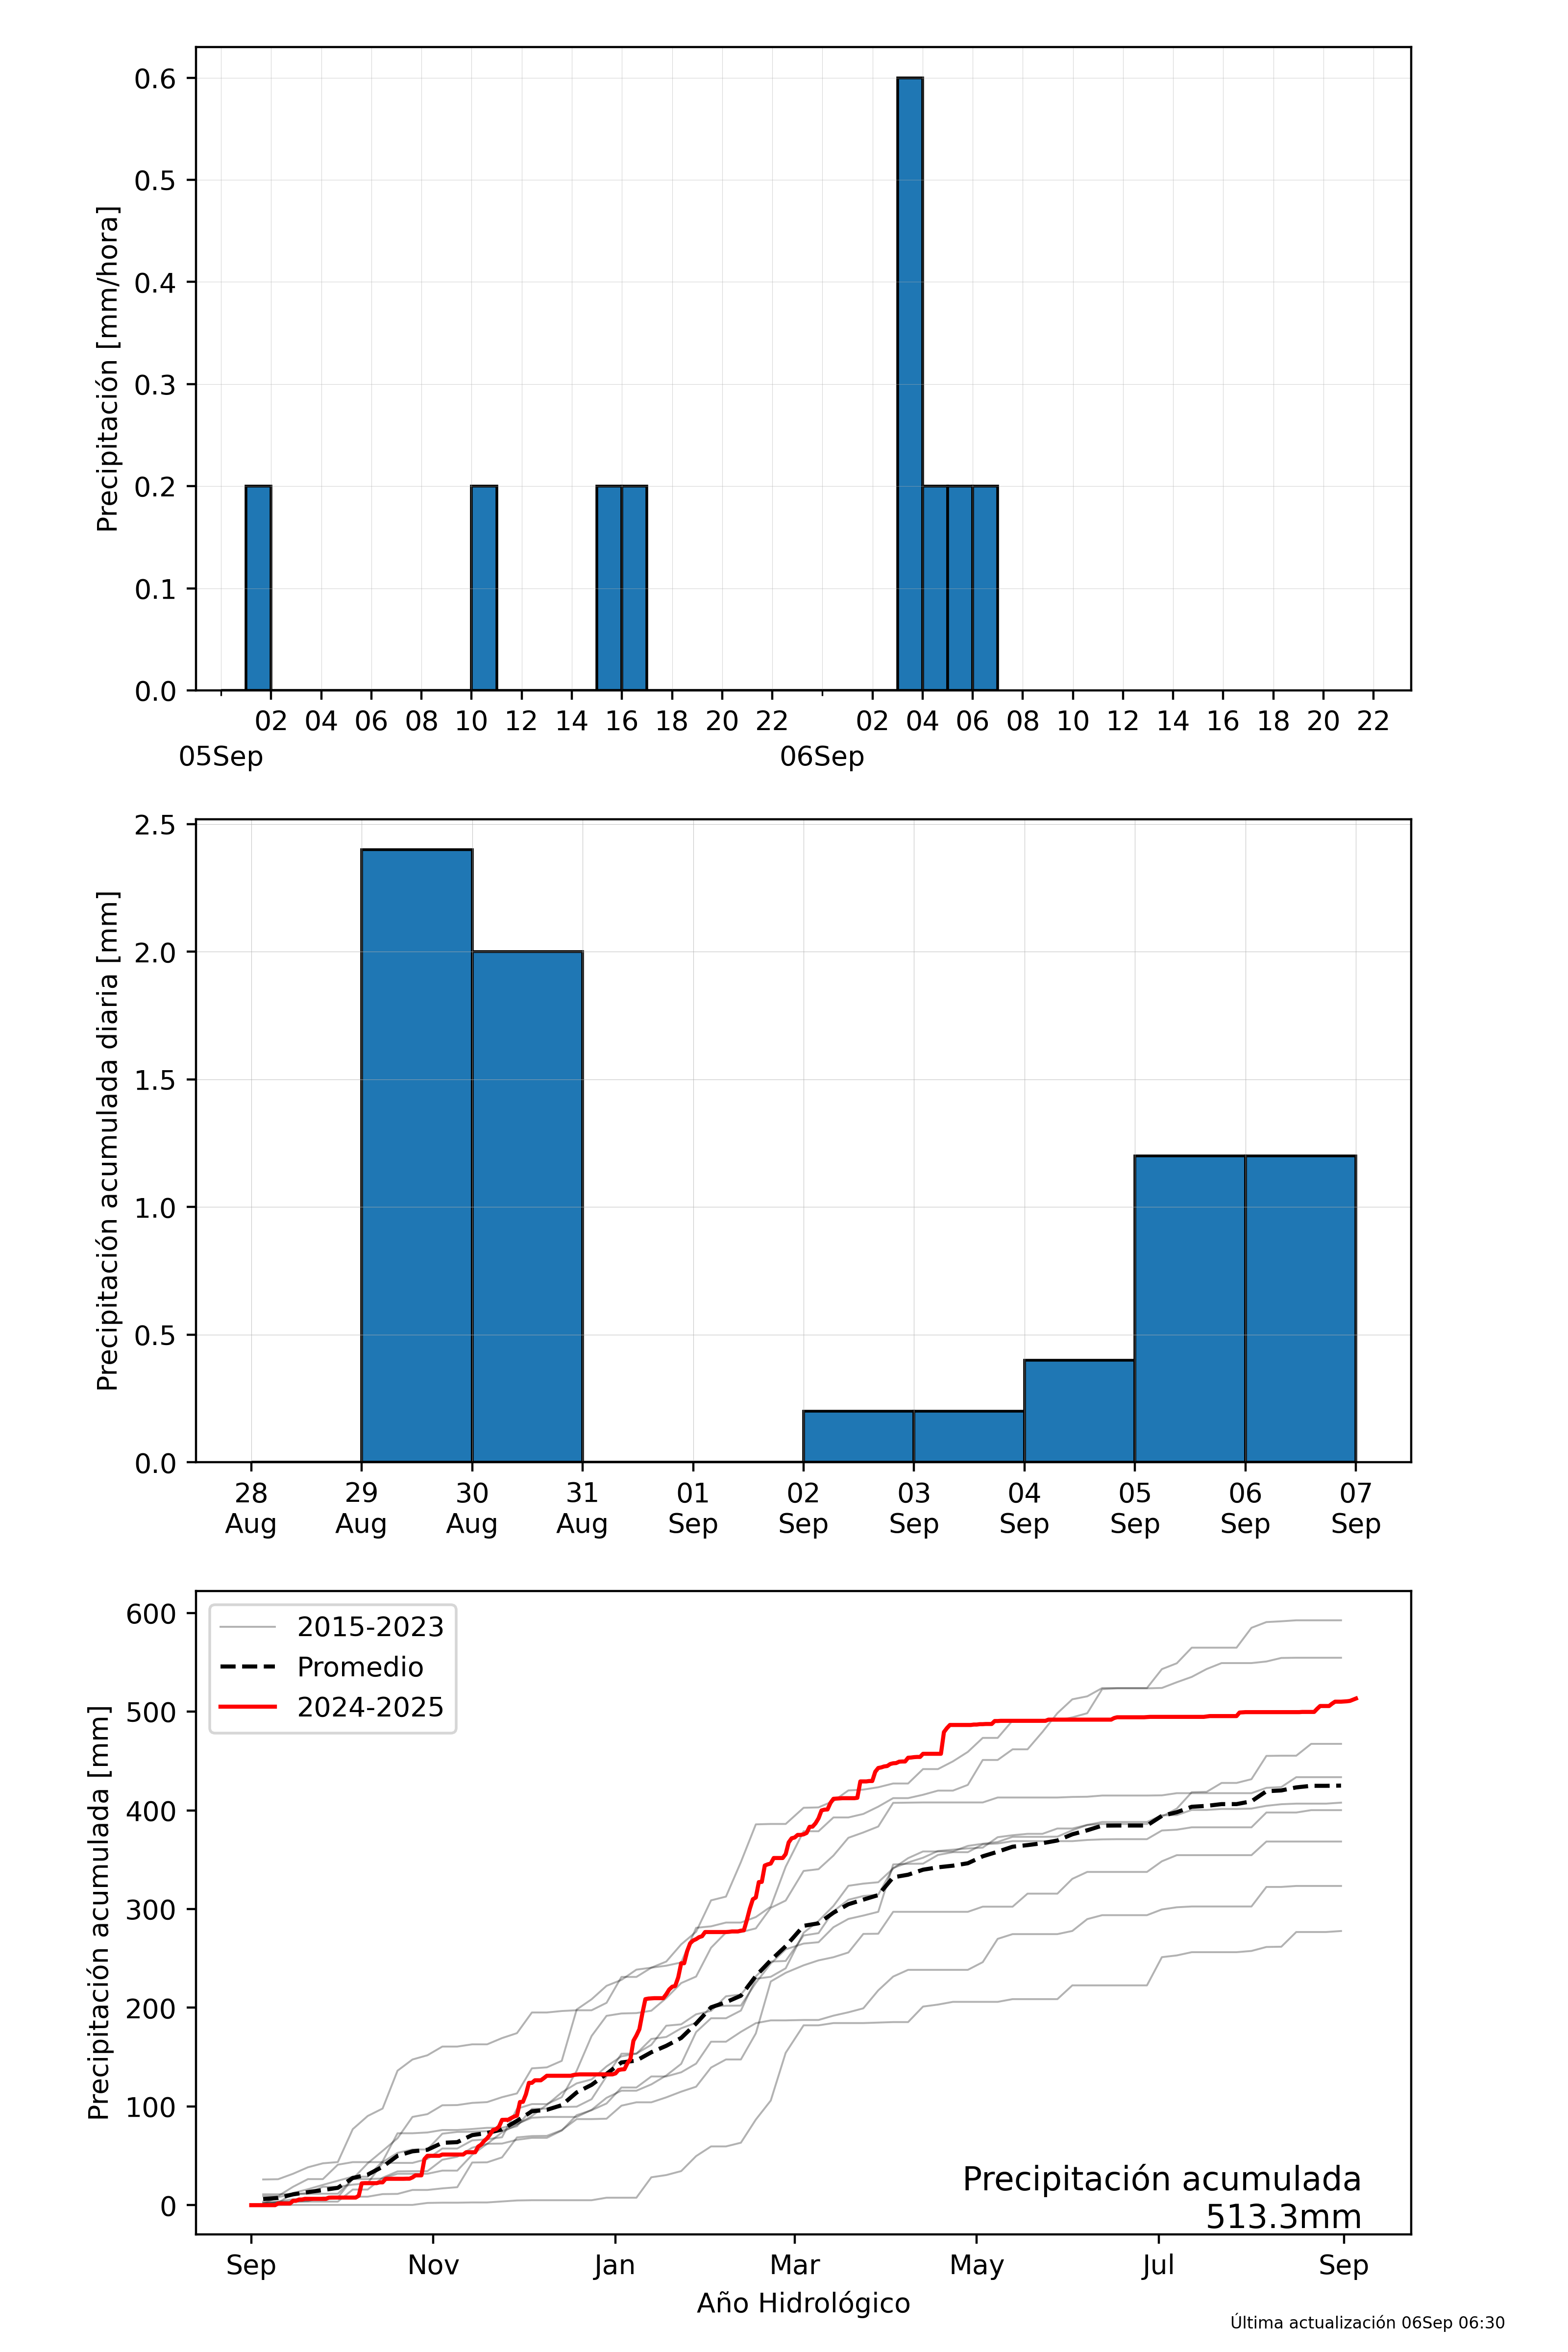 0.6
0.5
0.4
0.3
0.2
0.1
0.0
Precipitación [mm/hora]
02 04 06 08 10 12 14 16 18 20 22 02 04 06 08 10 12 14 16 18 20 22
05Sep 06Sep
2.5
2.0
1.5
1.0
0.5
0.0
Precipitación acumulada diaria [mm]
28 29 30 31 01 02 03 04 05 06 07
Aug Aug Aug Aug Sep Sep Sep Sep Sep Sep Sep
600
500
400
300
200
100
0
Precipitación acumulada [mm]
2015-2023
Promedio
2024-2025
Precipitación acumulada
513.3mm
Sep Nov Jan Mar May Jul Sep
Año Hidrológico
Última actualización 06Sep 06:30